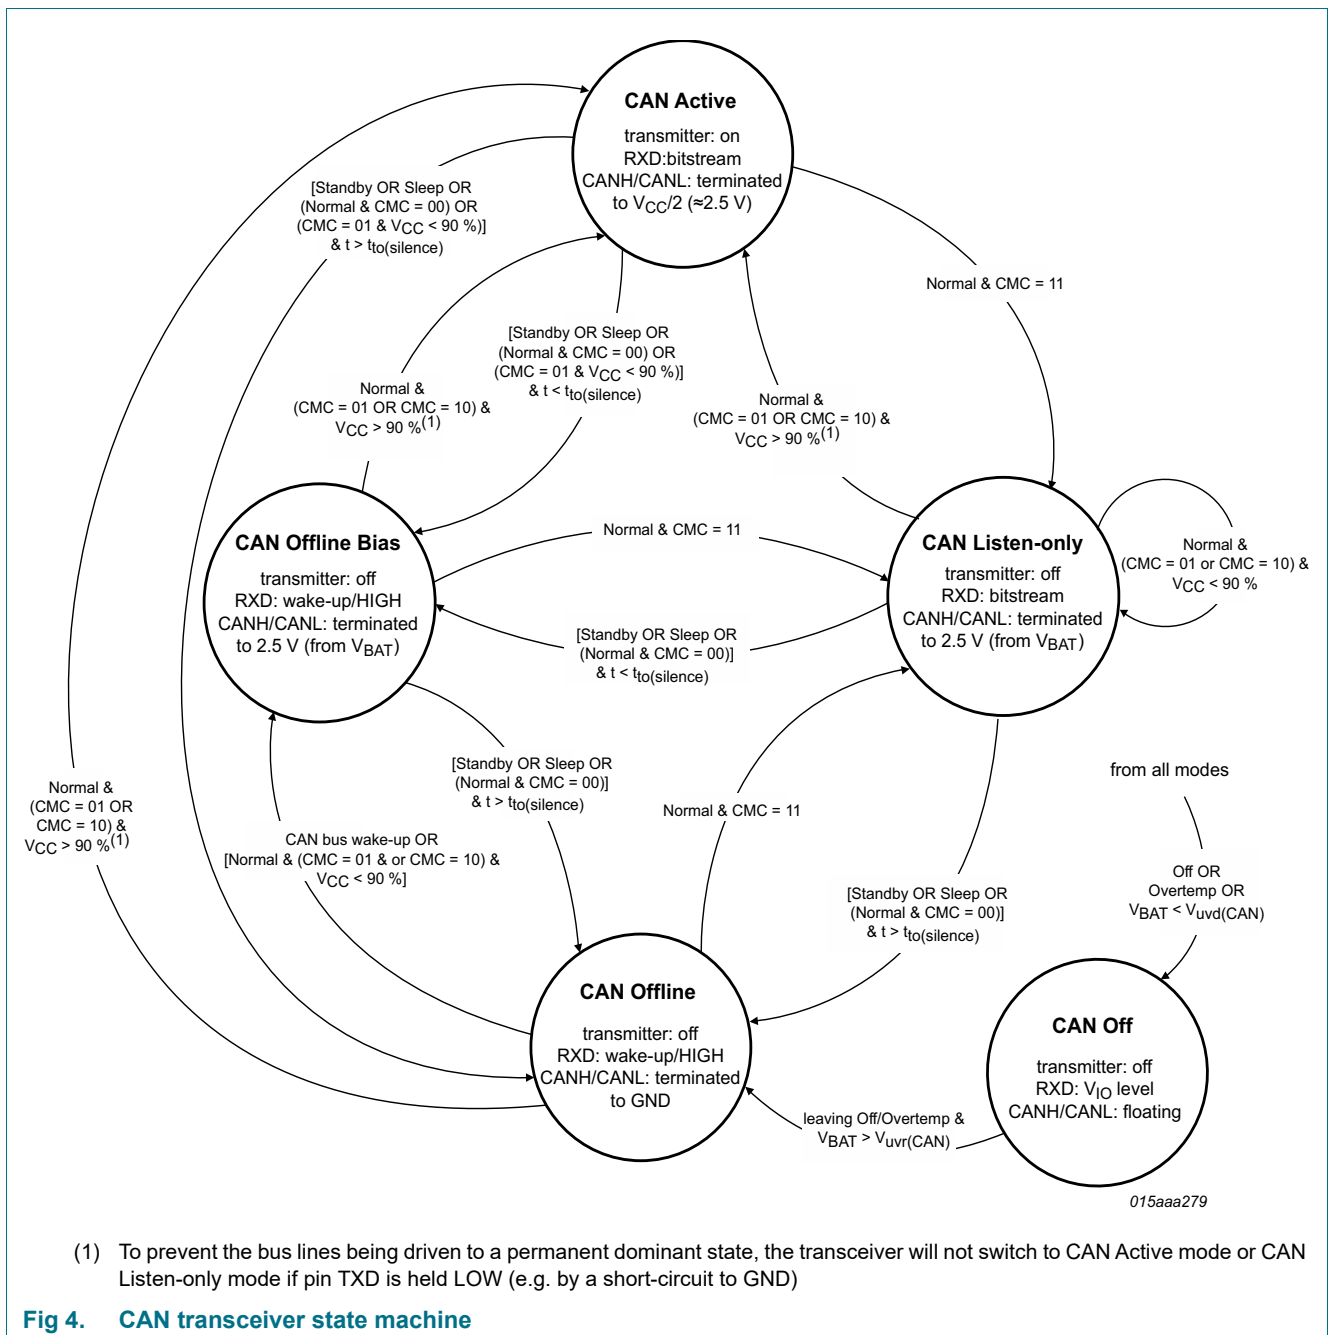 CAN Active
transmitter: on
RXD:bitstream
CANH/CANL: terminated
to VCC/2 (≈2.5 V)
[Standby OR Sleep OR
(Normal & CMC = 00) OR
(CMC = 01 & VCC < 90 %)]
& t > tto(silence)
Normal & CMC = 11
[Standby OR Sleep OR
(Normal & CMC = 00) OR
(CMC = 01 & VCC < 90 %)]
& t < tto(silence)
Normal &
(CMC = 01 OR CMC = 10) &
VCC > 90 %(1)
Normal &
(CMC = 01 OR CMC = 10) &
VCC > 90 %(1)
CAN Offline Bias
transmitter: off
RXD: wake-up/HIGH
CANH/CANL: terminated
to 2.5 V (from VBAT)
Normal & CMC = 11
CAN Listen-only
transmitter: off
RXD: bitstream
CANH/CANL: terminated
to 2.5 V (from VBAT)
Normal &
(CMC = 01 or CMC = 10) &
VCC < 90 %
[Standby OR Sleep OR
(Normal & CMC = 00)]
& t < tto(silence)
[Standby OR Sleep OR
(Normal & CMC = 00)]
& t > tto(silence)
from all modes
Normal &
(CMC = 01 OR
CMC = 10) &
VCC > 90 %(1)
Normal & CMC = 11
CAN bus wake-up OR
[Normal & (CMC = 01 & or CMC = 10) &
VCC < 90 %]
Off OR
Overtemp OR
VBAT < Vuvd(CAN)
[Standby OR Sleep OR
(Normal & CMC = 00)]
& t > tto(silence)
CAN Offline
transmitter: off
RXD: wake-up/HIGH
CANH/CANL: terminated
to GND
CAN Off
transmitter: off
RXD: VIO level
CANH/CANL: floating
leaving Off/Overtemp &
VBAT > Vuvr(CAN)
015aaa279
(1) To prevent the bus lines being driven to a permanent dominant state, the transceiver will not switch to CAN Active mode or CAN
Listen-only mode if pin TXD is held LOW (e.g. by a short-circuit to GND)
Fig 4. CAN transceiver state machine